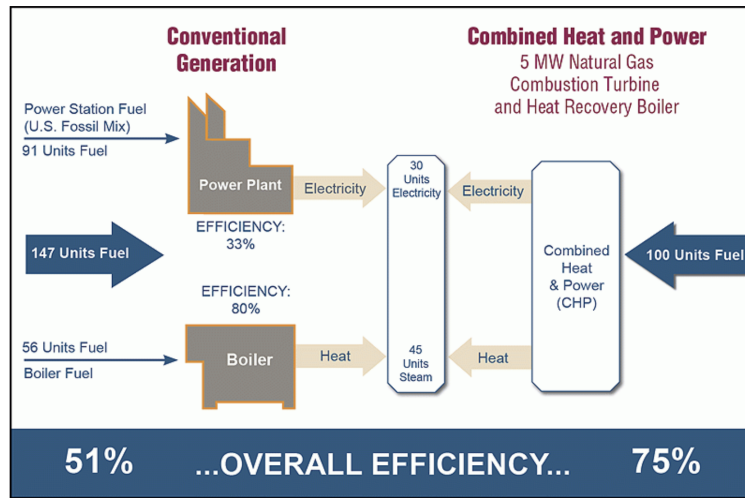 Conventional
Generation
Combined Heat and Power
5 MW Natural Gas
Combustion Turbine
and Heat Recovery Boiler
Power Station Fuel
(U.S. Fossil Mix)
91 Units Fuel
Power Plant
Electricity
30
Units
Electricity
Electricity
EFFICIENCY:
33%
147 Units Fuel
Combined
Heat
& Power
(CHP)
100 Units Fuel
EFFICIENCY:
80%
56 Units Fuel
Boiler Fuel
Boiler
Heat
45
Units
Steam
Heat
51% ...OVERALL EFFICIENCY... 75%